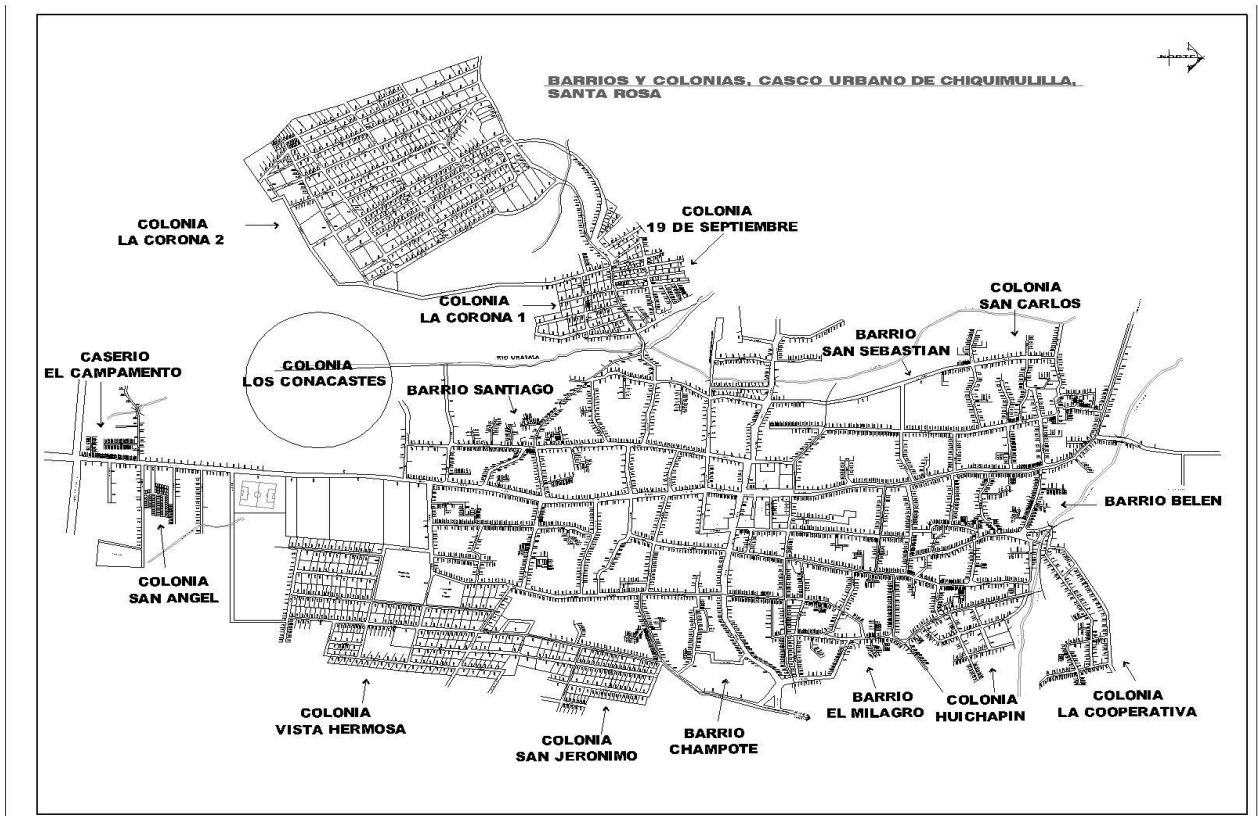 NORTE
BARRIOS Y COLONIAS, CASCO URBANO DE CHIQUIMULILLA,
SANTA ROSA
COLONIA
LA CORONA 2
COLONIA
19 DE SEPTIEMBRE
COLONIA
LA CORONA 1
COLONIA
SAN CARLOS
BARRIO
SAN SEBASTIAN
CASERIO
EL CAMPAMENTO
COLONIA
LOS CONACASTES
BARRIO SANTIAGO
BARRIO BELEN
COLONIA
SAN ANGEL
COLONIA
VISTA HERMOSA
COLONIA
SAN JERONIMO
BARRIO
CHAMPOTE
BARRIO
EL MILAGRO
COLONIA
HUICHAPIN
COLONIA
LA COOPERATIVA